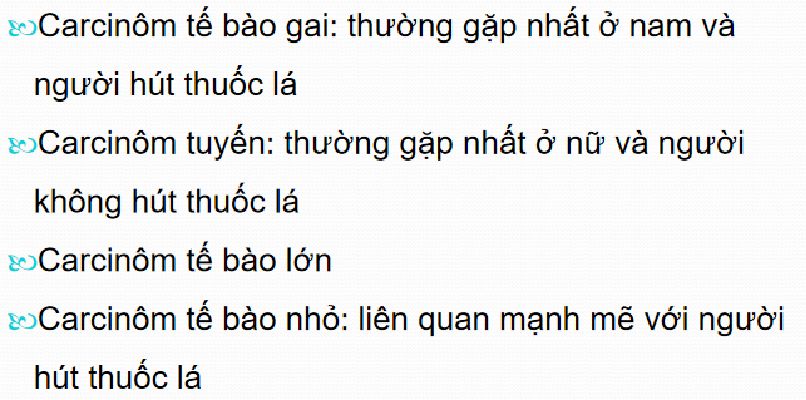 Carcinôm tế bào gai: thường gặp nhất ở nam và
người hút thuốc lá
Carcinôm tuyến: thường gặp nhất ở nữ và người
không hút thuốc lá
Carcinôm tế bào lớn
Carcinôm tế bào nhỏ: liên quan mạnh mẽ với người
hút thuốc lá